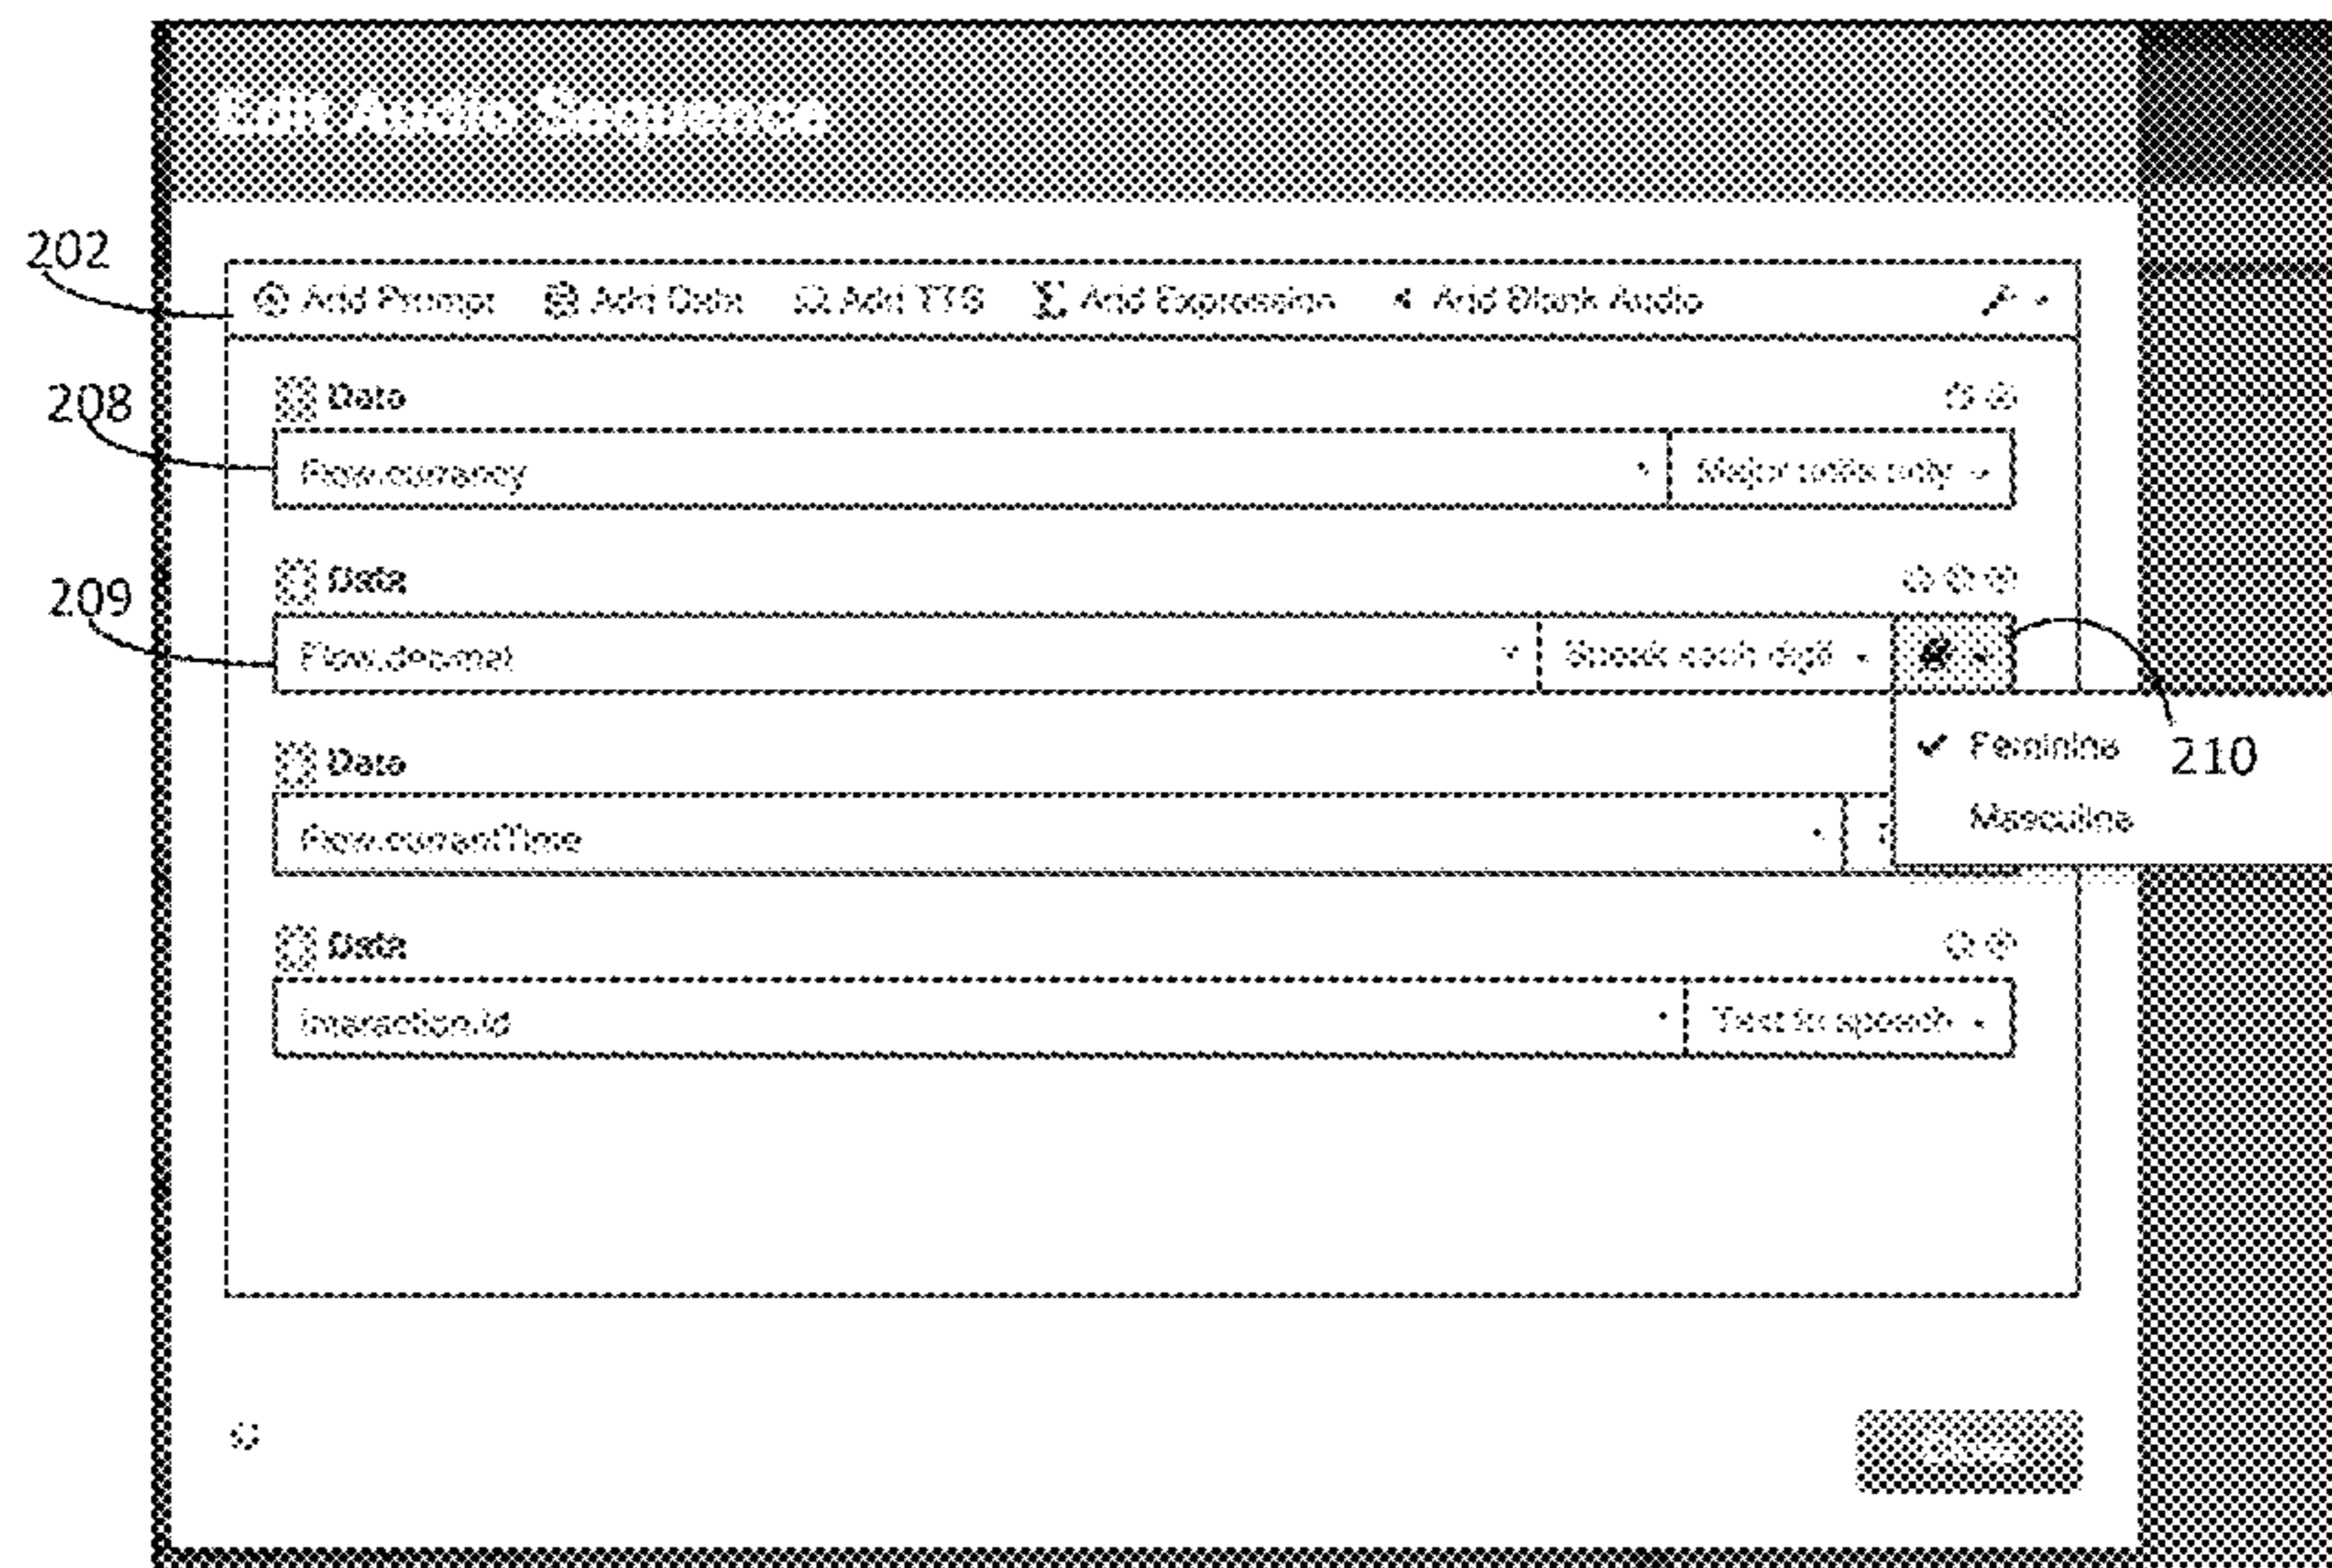 Edit Audio Sequence
202
Add Prompt Add Data Add TTS Add Expression Add Blank Audio
208
Data
Flow.currency Major units only
209
Data
Flow.decimal Speak each digit
210
Feminine
Masculine
Data
Flow.currentTime
Data
Interaction.Id Text to speech